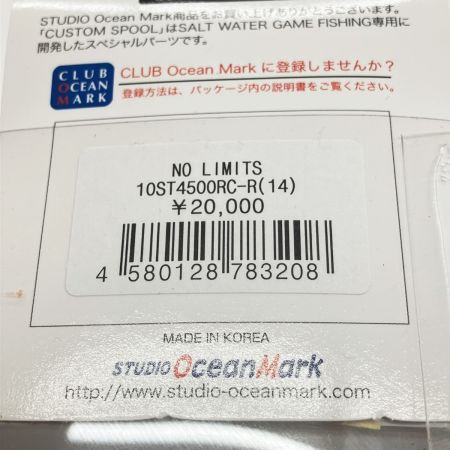 STUDIO Ocean Mark商品をお買い上げありがとうございます。
「CUSTOM SPOOL」はSALT WATER GAME FISHING専用に
開発したスペシャルパーツです。
CLUB
OCEAN
MARK
CLUB Ocean Mark に登録しませんか？
登録方法は、パッケージ内の説明書をご覧ください。
NO LIMITS
10ST4500RC-R(14)
¥20,000
4 580128 783208
MADE IN KOREA
STUDIO OceanMark
http://www.studio-oceanmark.com/